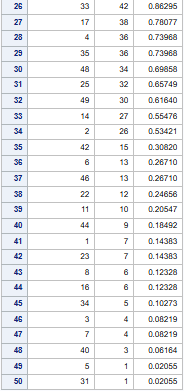 26 33 42 0.86295
27 17 38 0.78077
28 4 36 0.73968
29 35 36 0.73968
30 48 34 0.69858
31 25 32 0.65749
32 49 30 0.61640
33 14 27 0.55476
34 2 26 0.53421
35 42 15 0.30820
36 6 13 0.26710
37 46 13 0.26710
38 22 12 0.24656
39 11 10 0.20547
40 44 9 0.18492
41 1 7 0.14383
42 23 7 0.14383
43 8 6 0.12328
44 16 6 0.12328
45 34 5 0.10273
46 3 4 0.08219
47 7 4 0.08219
48 40 3 0.06164
49 5 1 0.02055
50 31 1 0.02055